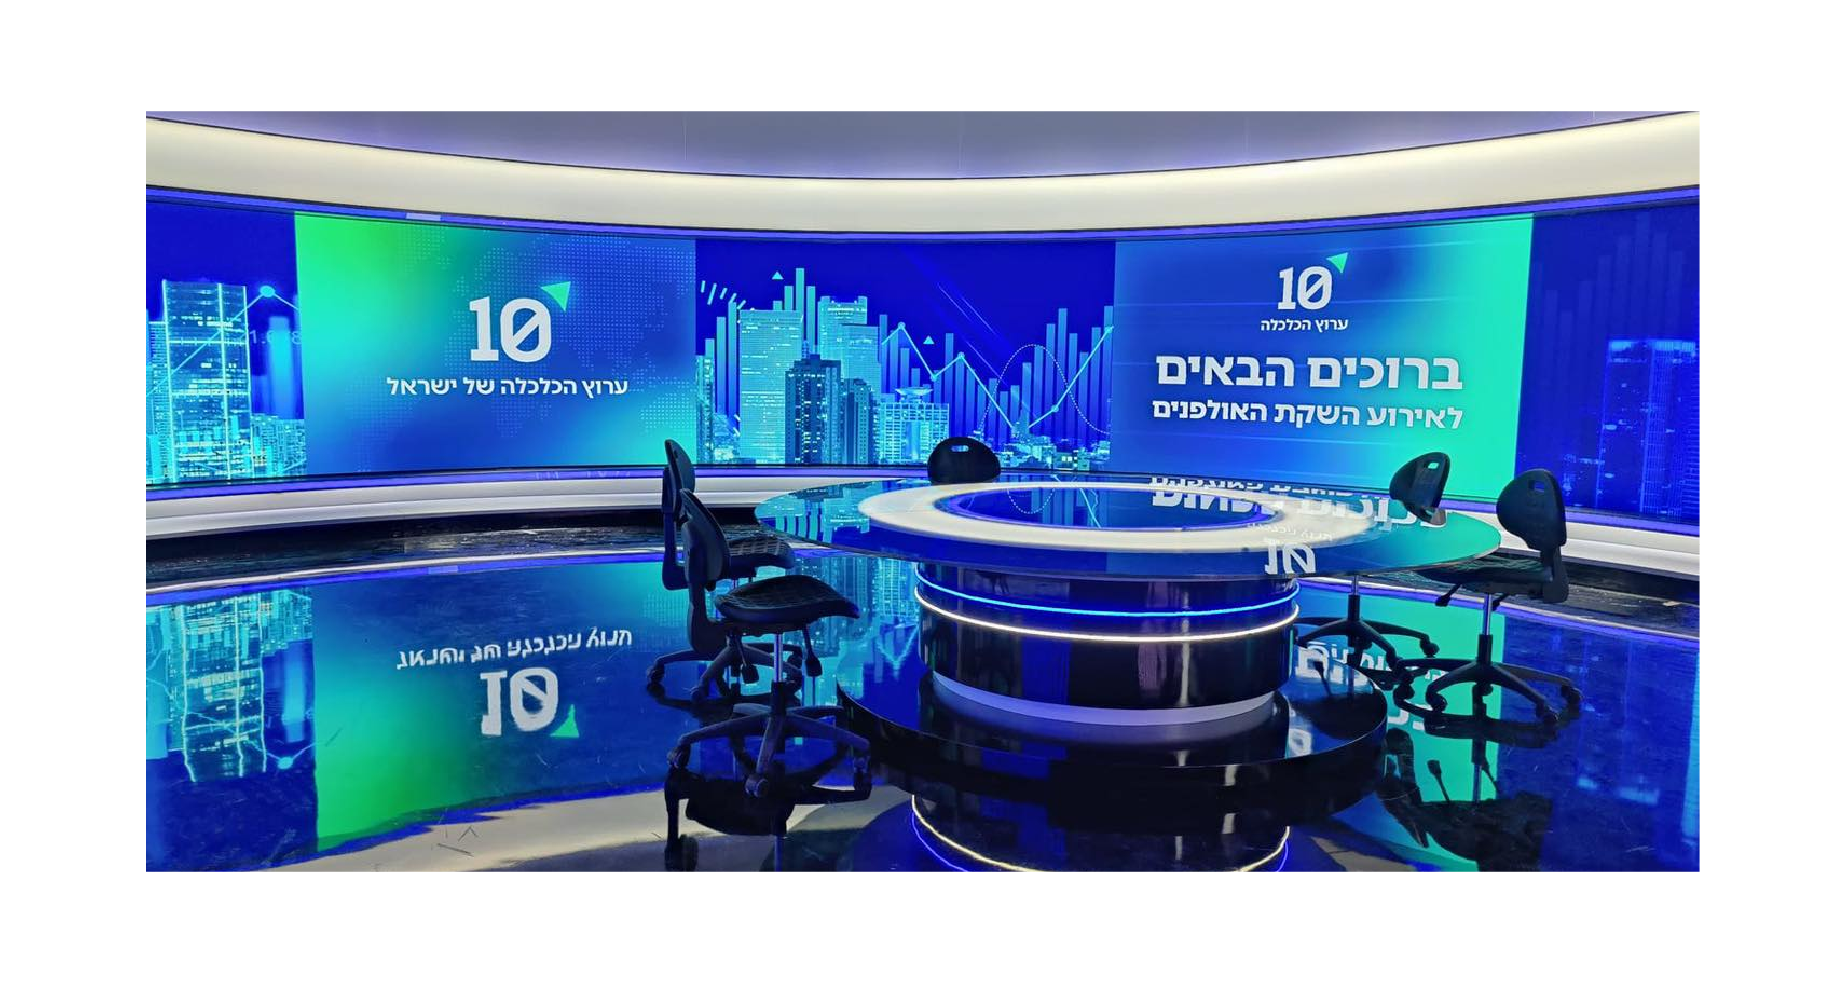 10
ערוץ הכלכלה
ברוכים הבאים
לאירוע השקת האולפנים
10
ערוץ הכלכלה של ישראל